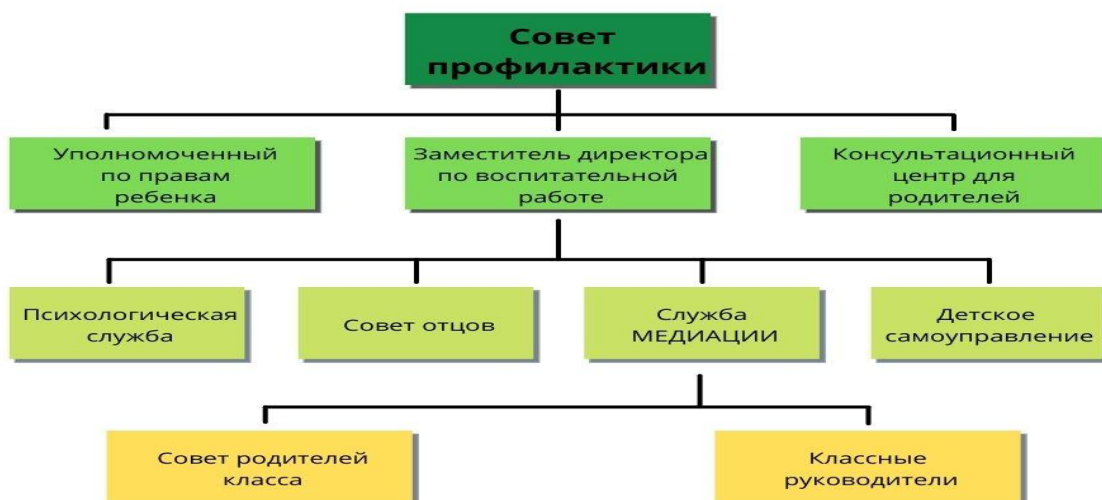 Совет
профилактики
Уполномоченный
по правам
ребенка
Заместитель директора
по воспитательной
работе
Консультационный
центр для
родителей
Психологическая
служба
Совет отцов
Служба
МЕДИАЦИИ
Детское
самоуправление
Совет родителей
класса
Классные
руководители